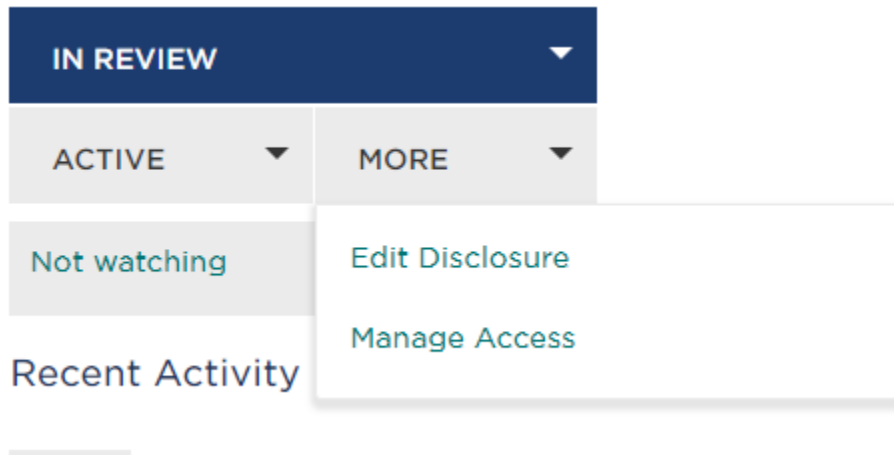 IN REVIEW
ACTIVE
MORE
Not watching
Edit Disclosure
Manage Access
Recent Activity